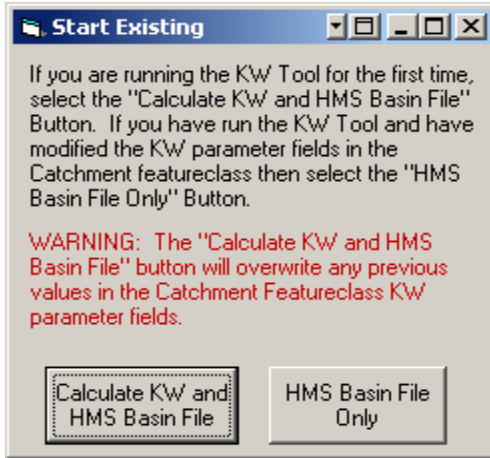 Start Existing
If you are running the KW Tool for the first time,
select the "Calculate KW and HMS Basin File"
Button.  If you have run the KW Tool and have
modified the KW parameter fields in the
Catchment featureclass then select the "HMS
Basin File Only" Button.
WARNING:  The "Calculate KW and HMS
Basin File" button will overwrite any previous
values in the Catchment Featureclass KW
parameter fields.
Calculate KW and
HMS Basin File
HMS Basin File
Only